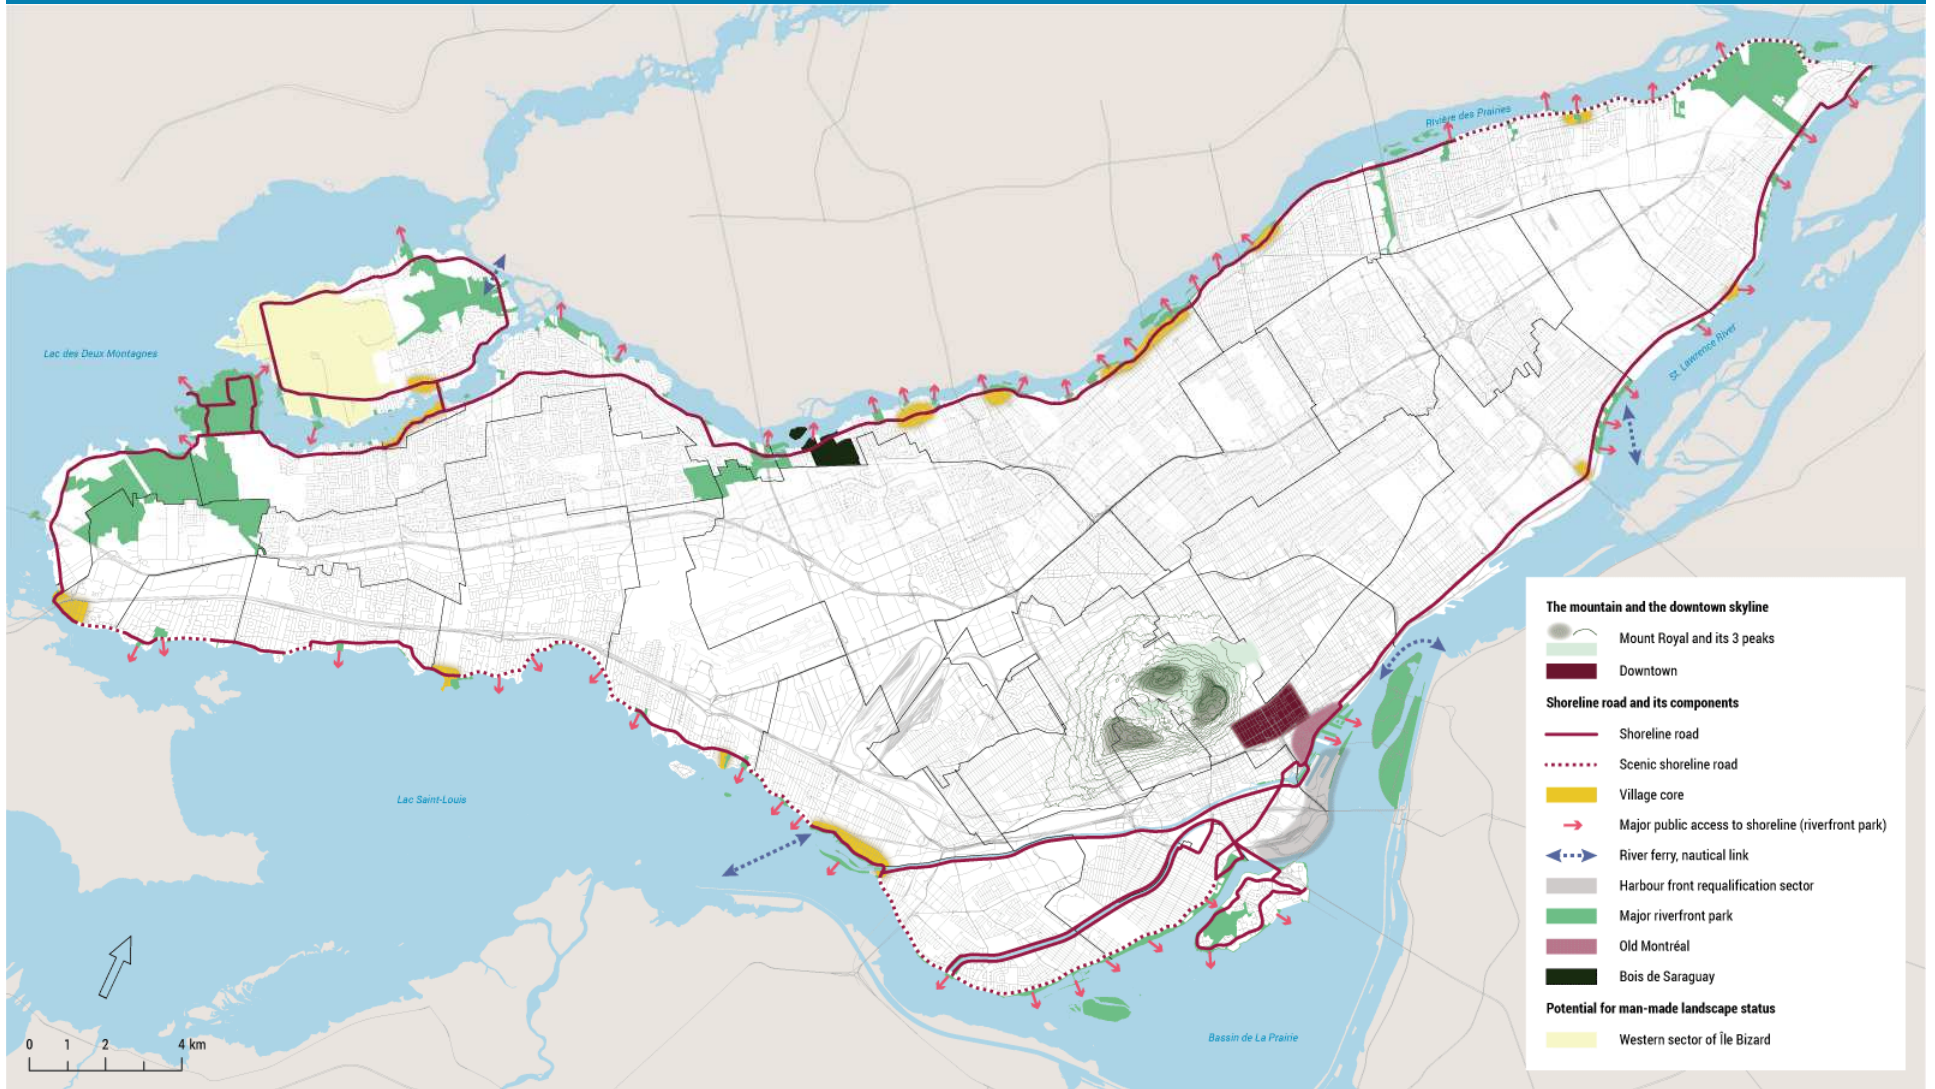 Rivière des Prairies
Lac des Deux Montagnes
St. Lawrence River
Lac Saint-Louis
Bassin de La Prairie
0 1 2 4 km
The mountain and the downtown skyline
Mount Royal and its 3 peaks
Downtown
Shoreline road and its components
Shoreline road
Scenic shoreline road
Village core
Major public access to shoreline (riverfront park)
River ferry, nautical link
Harbour front requalification sector
Major riverfront park
Old Montréal
Bois de Saraguay
Potential for man-made landscape status
Western sector of Île Bizard